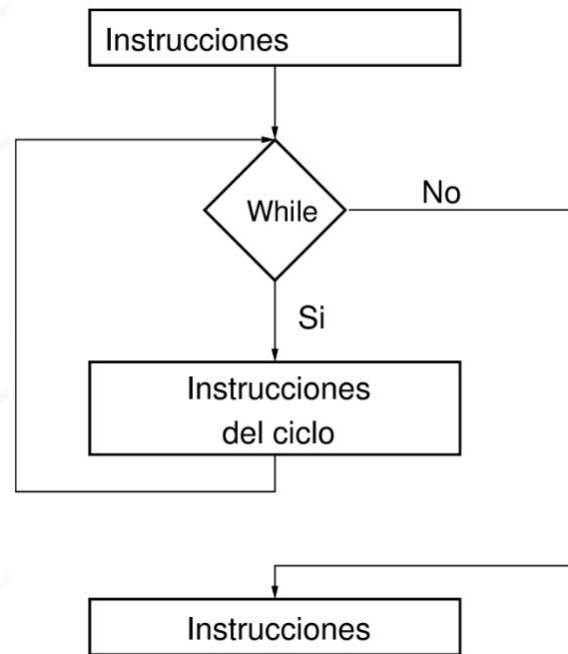 Instrucciones
While
No
Si
Instrucciones
del ciclo
Instrucciones